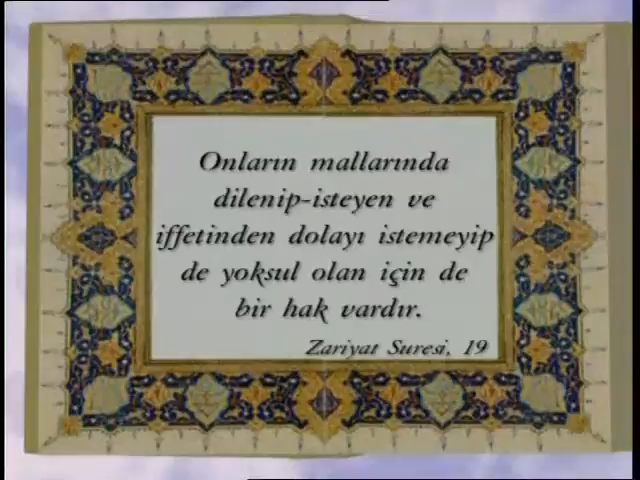 Onların mallarında
dilenip-isteyen ve
iffetinden dolayı istemeyip
de yoksul olan için de
bir hak vardır.
Zariyat Suresi, 19